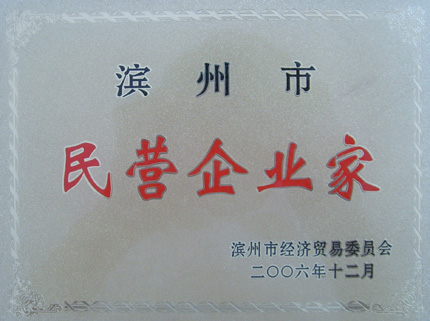 滨州市
民营企业家
滨州市经济贸易委员会
二〇〇六年十二月